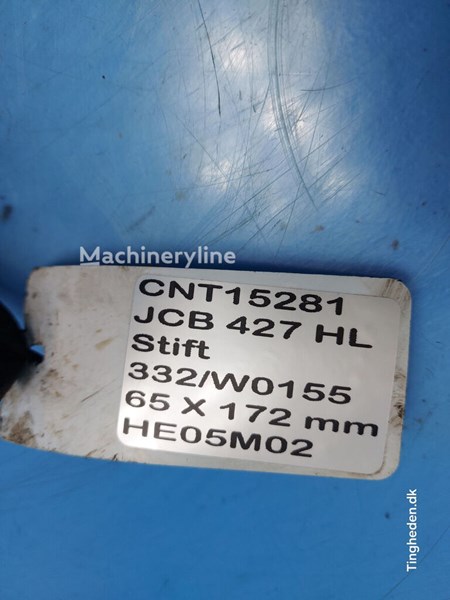 Machineryline
CNT15281
JCB 427 HL
Stift
332/W0155
65 X 172 mm
HE05M02
Tingheden.dk